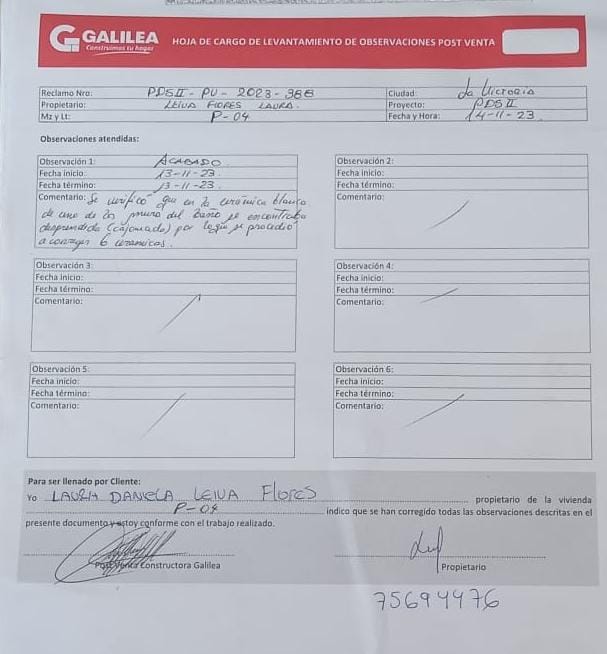 GALILEA
Construimos tu hogar
HOJA DE CARGO DE LEVANTAMIENTO DE OBSERVACIONES POST VENTA
Reclamo Nro: PDSII - PU - 2023 - 366
Ciudad: La Victoria
Propietario: LEIVA FLORES LAURA.
Proyecto: PDS II
Mz y Lt: P-04
Fecha y Hora: 14-11-23
Observaciones atendidas:
Observación 1: ACABADO.
Fecha inicio: 13-11-23.
Fecha término: 13-11-23.
Comentario: Se verificó que en la cerámica blanca
de uno de los muros del baño se encontraba
desprendida (cajoneado) por lo que se procedió
a corregir 6 cerámicas.
Observación 2:
Fecha inicio:
Fecha término:
Comentario:
Observación 3:
Fecha inicio:
Fecha término:
Comentario:
Observación 4:
Fecha inicio:
Fecha término:
Comentario:
Observación 5:
Fecha inicio:
Fecha término:
Comentario:
Observación 6:
Fecha inicio:
Fecha término:
Comentario:
Para ser llenado por Cliente:
Yo LAURA DANIELA LEIVA Flores propietario de la vivienda
P-04 indico que se han corregido todas las observaciones descritas en el
presente documento y estoy conforme con el trabajo realizado.
Post Venta Constructora Galilea
Propietario
75694476